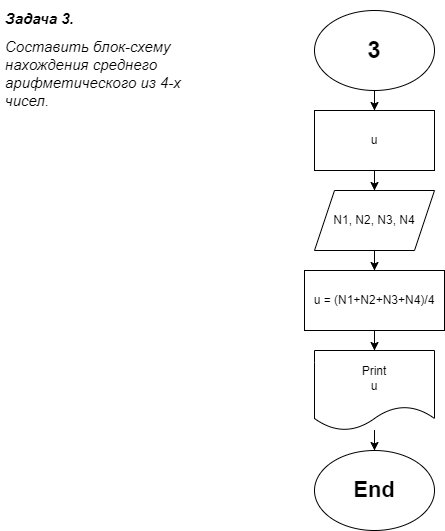 Задача 3.
Составить блок-схему
нахождения среднего
арифметического из 4-х
чисел.
3
u
N1, N2, N3, N4
u = (N1+N2+N3+N4)/4
Print
u
End